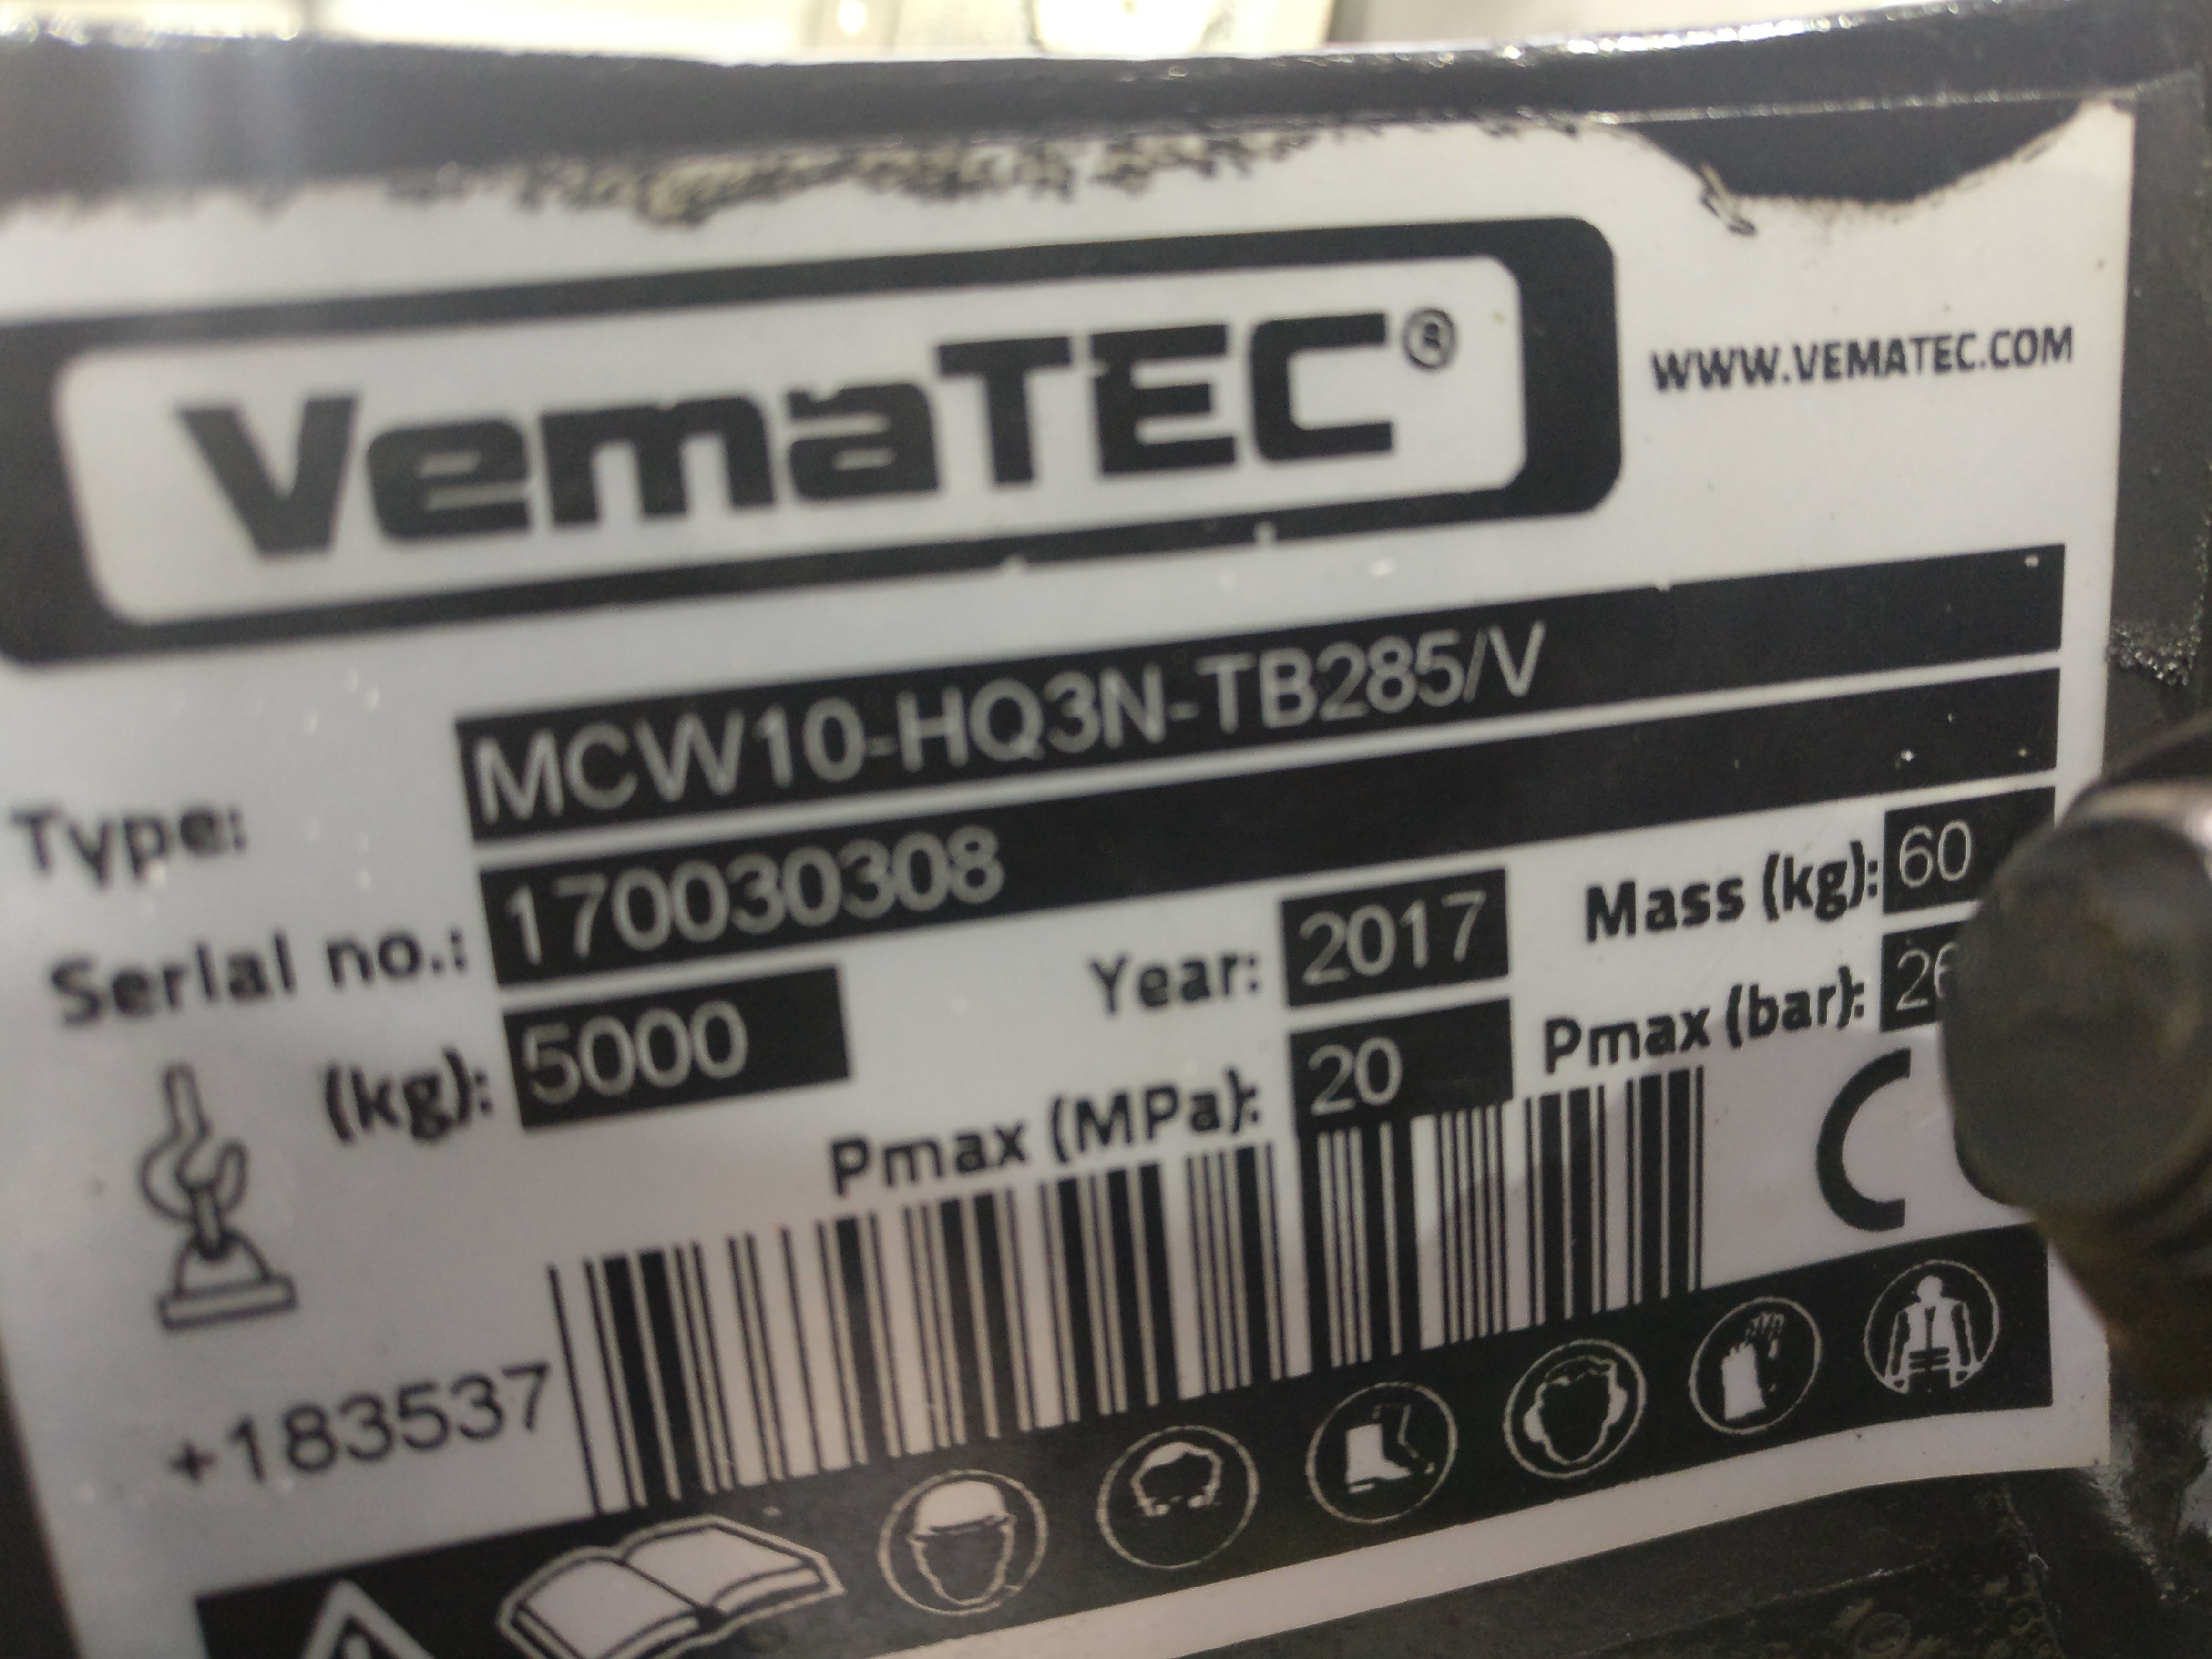 VemaTEC®
WWW.VEMATEC.COM
Type: MCW10-HQ3N-TB285/V
Serial no.: 170030308
(kg): 5000 Year: 2017 Mass (kg): 60
Pmax (MPa): 20 Pmax (bar):
+183537